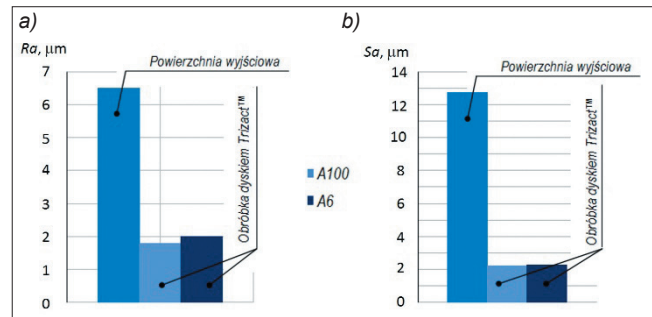 a)
Ra, µm
7
6
5
4
3
2
1
0
Powierzchnia wyjściowa
Obróbka dyskiem Trizact™
A100
A6
b)
Sa, µm
14
12
10
8
6
4
2
0
Powierzchnia wyjściowa
Obróbka dyskiem Trizact™